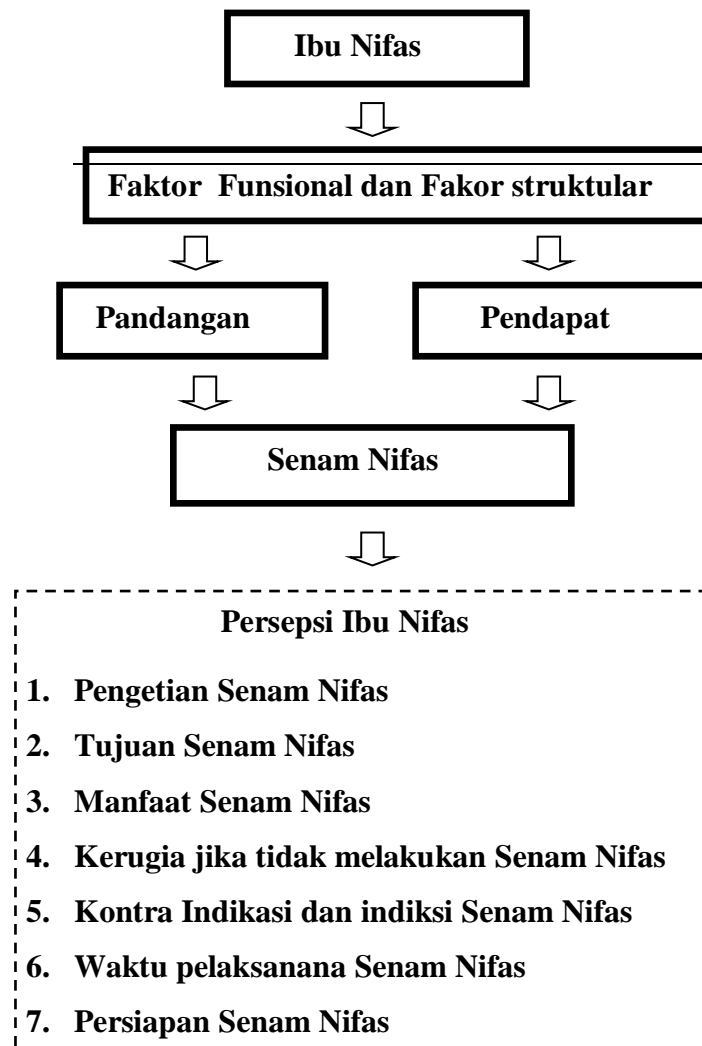 Ibu Nifas
Faktor Funsional dan Fakor struktular
Pandangan
Pendapat
Senam Nifas
Persepsi Ibu Nifas
1. Pengetian Senam Nifas
2. Tujuan Senam Nifas
3. Manfaat Senam Nifas
4. Kerugia jika tidak melakukan Senam Nifas
5. Kontra Indikasi dan indiksi Senam Nifas
6. Waktu pelaksanana Senam Nifas
7. Persiapan Senam Nifas